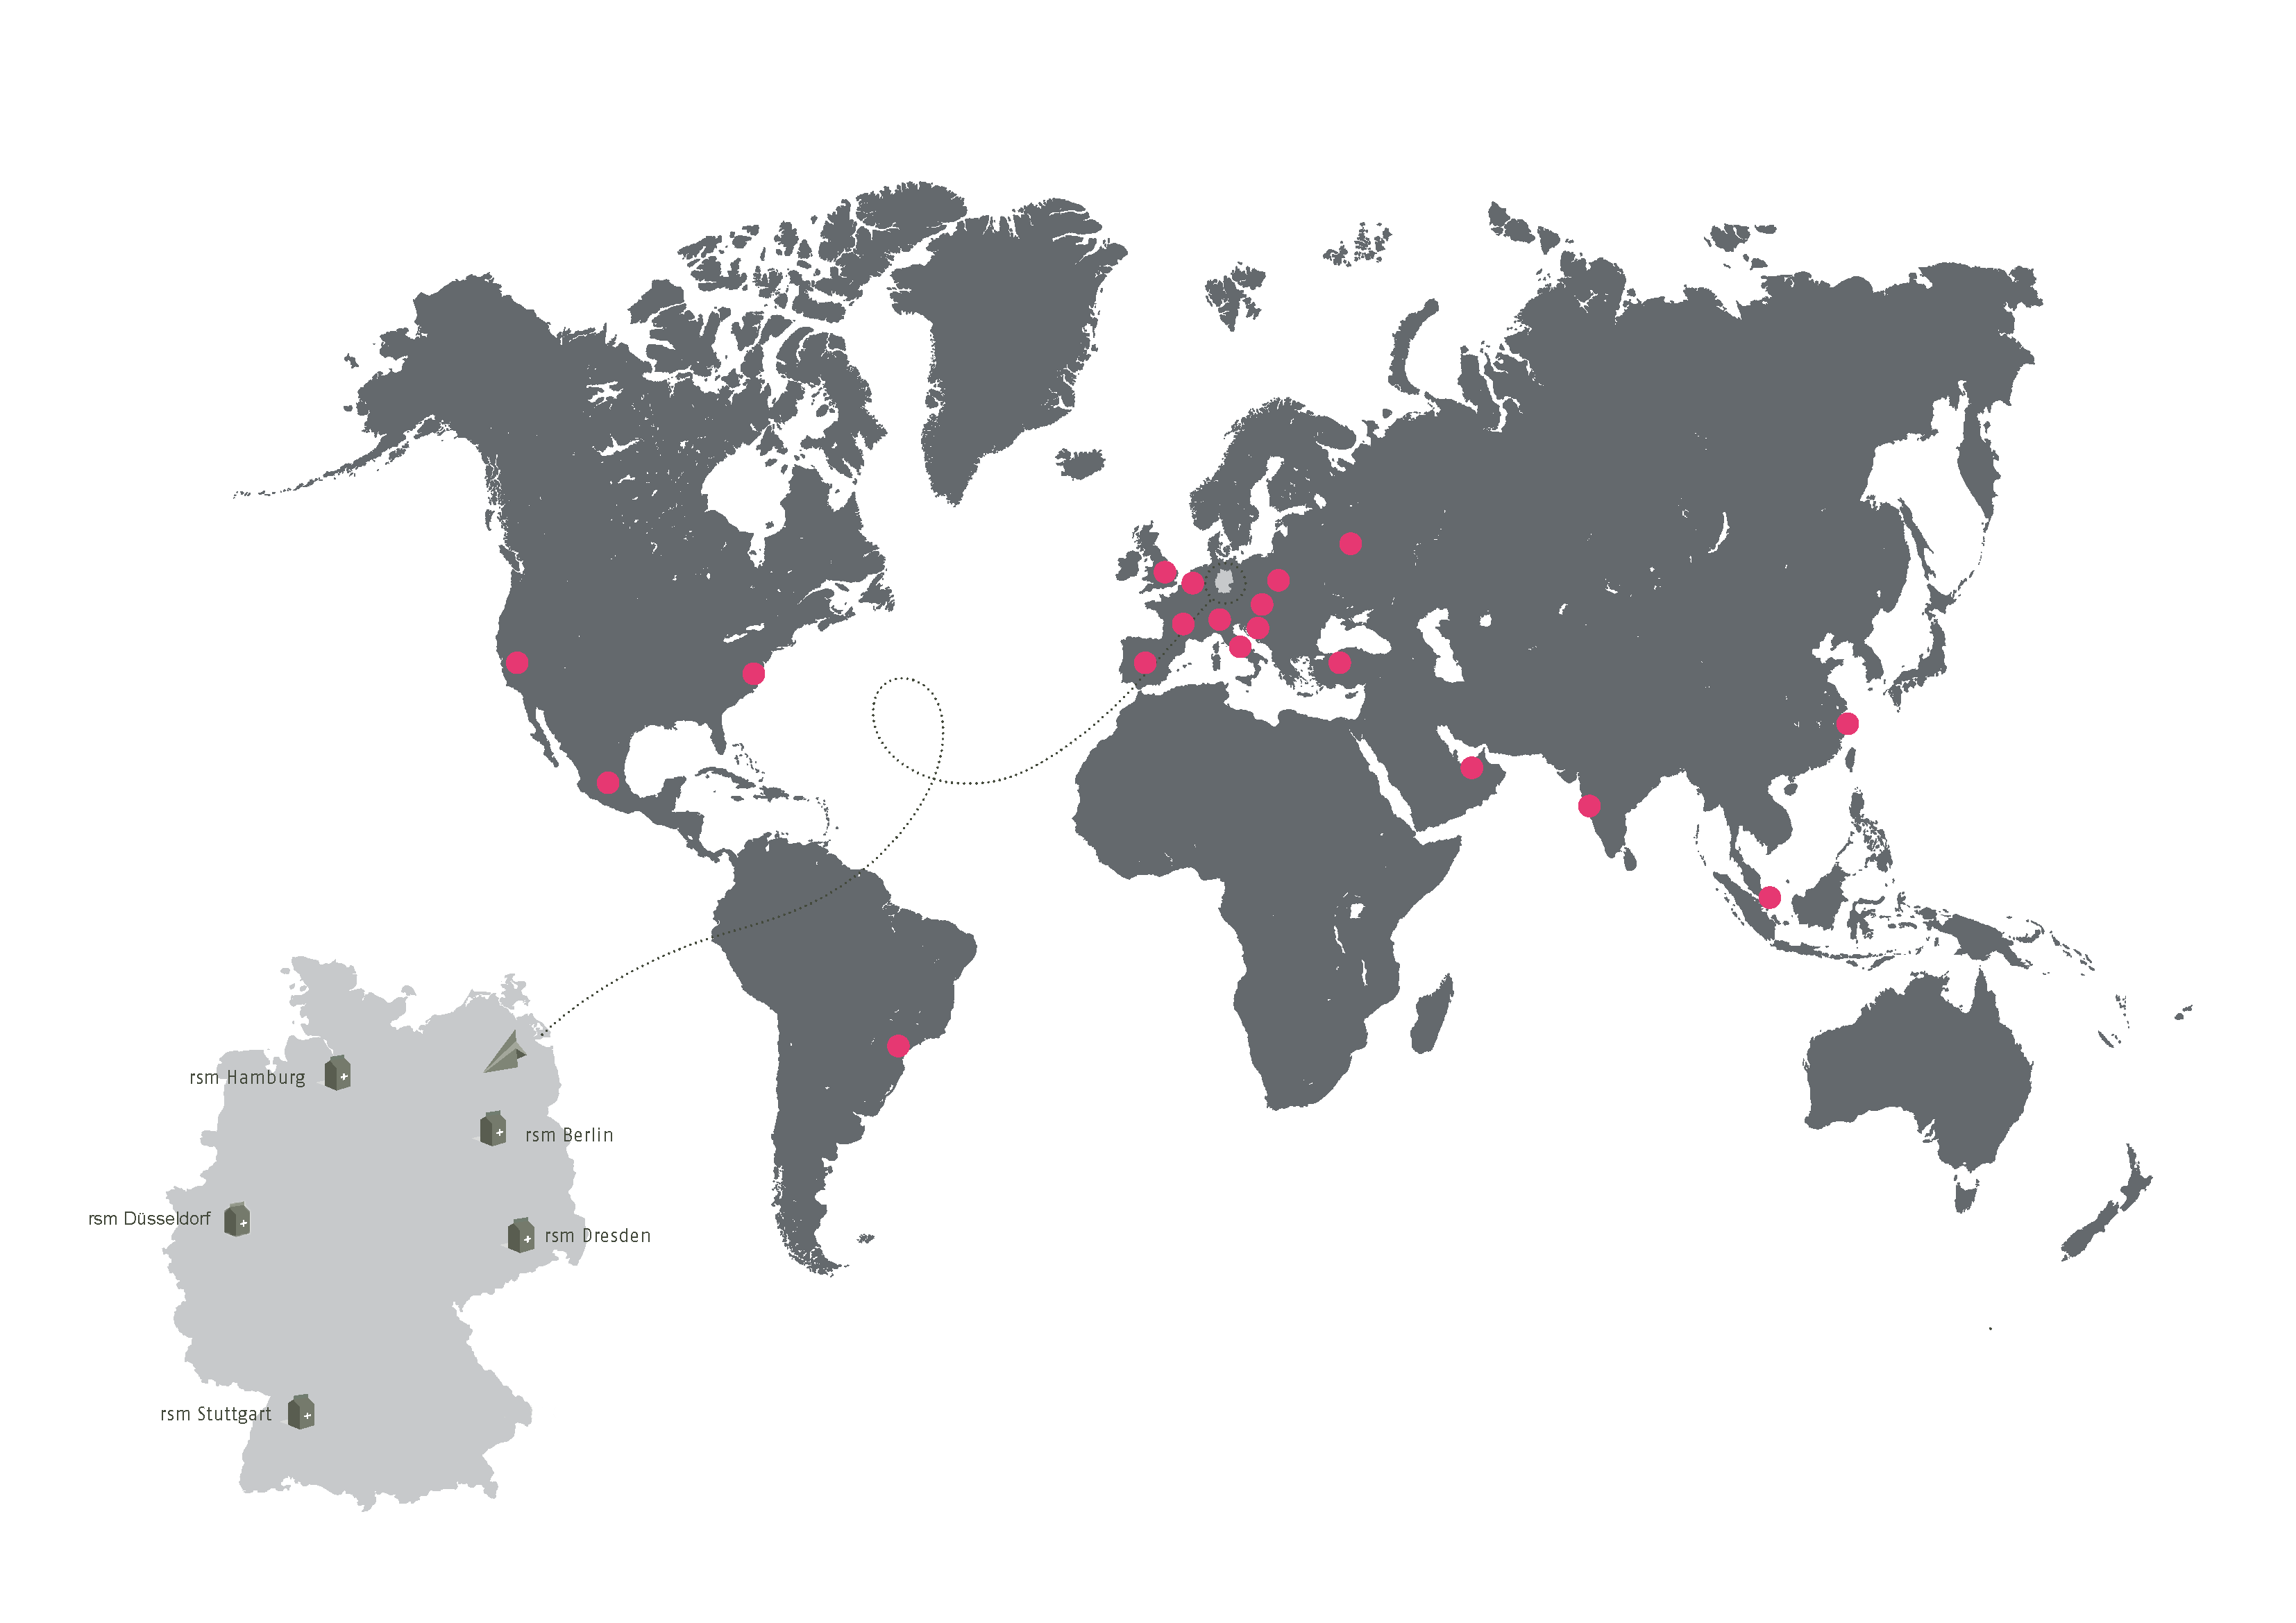 rsm Hamburg
rsm Berlin
rsm Düsseldorf
rsm Dresden
rsm Stuttgart